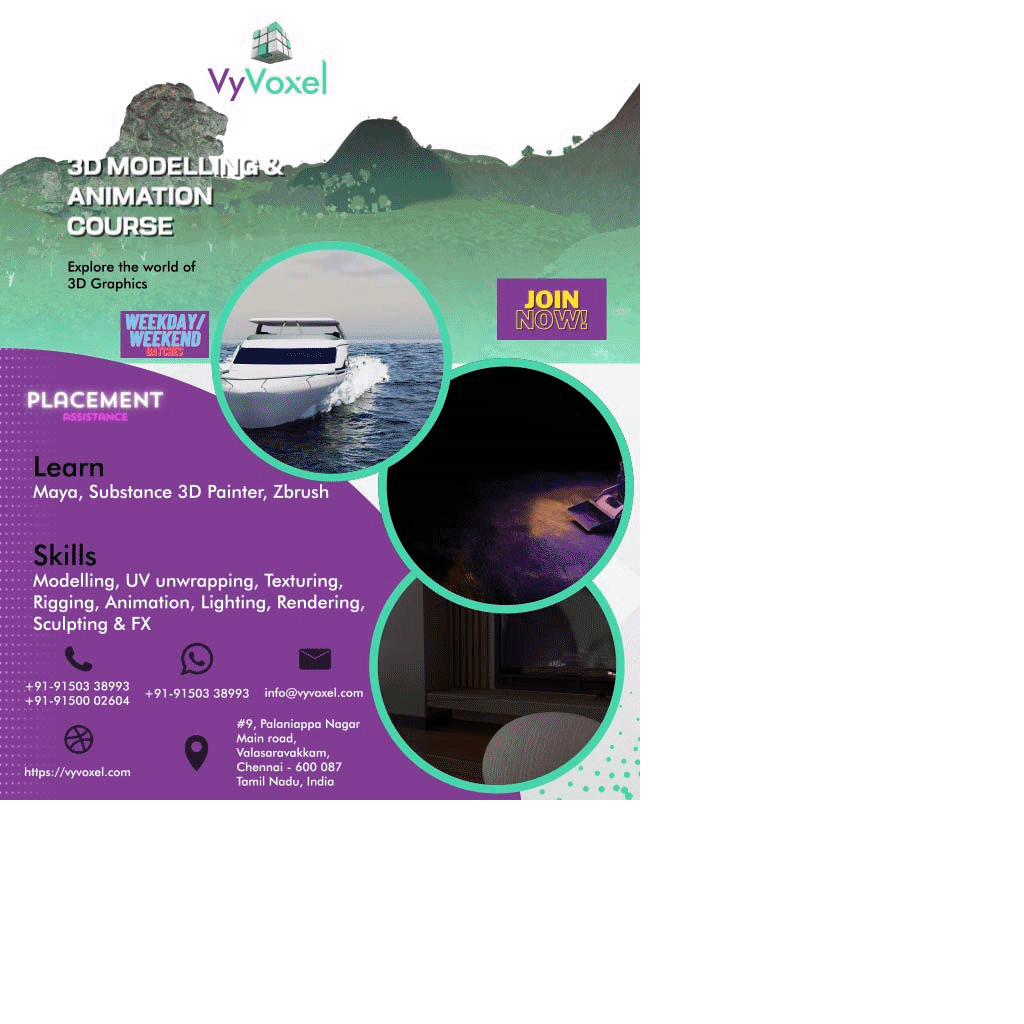 VyVoxel
3D MODELLING &
ANIMATION
COURSE
Explore the world of
3D Graphics
JOIN
NOW!
WEEKDAY/
WEEKEND
BATCHES
PLACEMENT
ASSISTANCE
Learn
Maya, Substance 3D Painter, Zbrush
Skills
Modelling, UV unwrapping, Texturing,
Rigging, Animation, Lighting, Rendering,
Sculpting & FX
+91-91503 38993
+91-91500 02604
+91-91503 38993
info@vyvoxel.com
https://vyvoxel.com
#9, Palaniappa Nagar
Main road,
Valasaravakkam,
Chennai - 600 087
Tamil Nadu, India